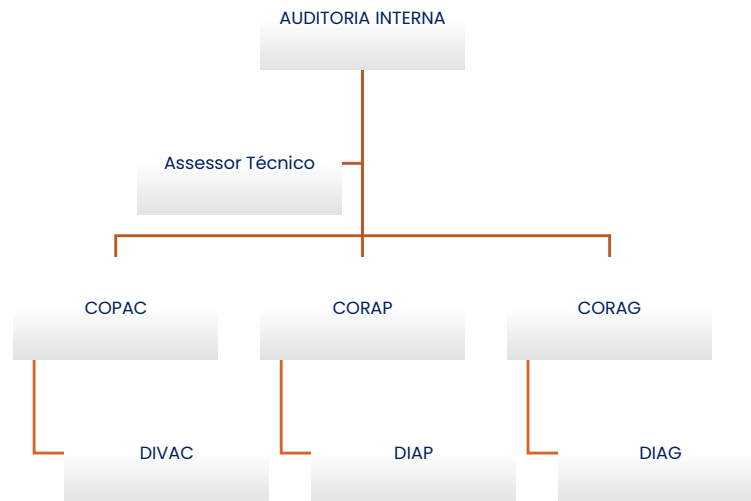 AUDITORIA INTERNA
Assessor Técnico
COPAC
CORAP
CORAG
DIVAC
DIAP
DIAG